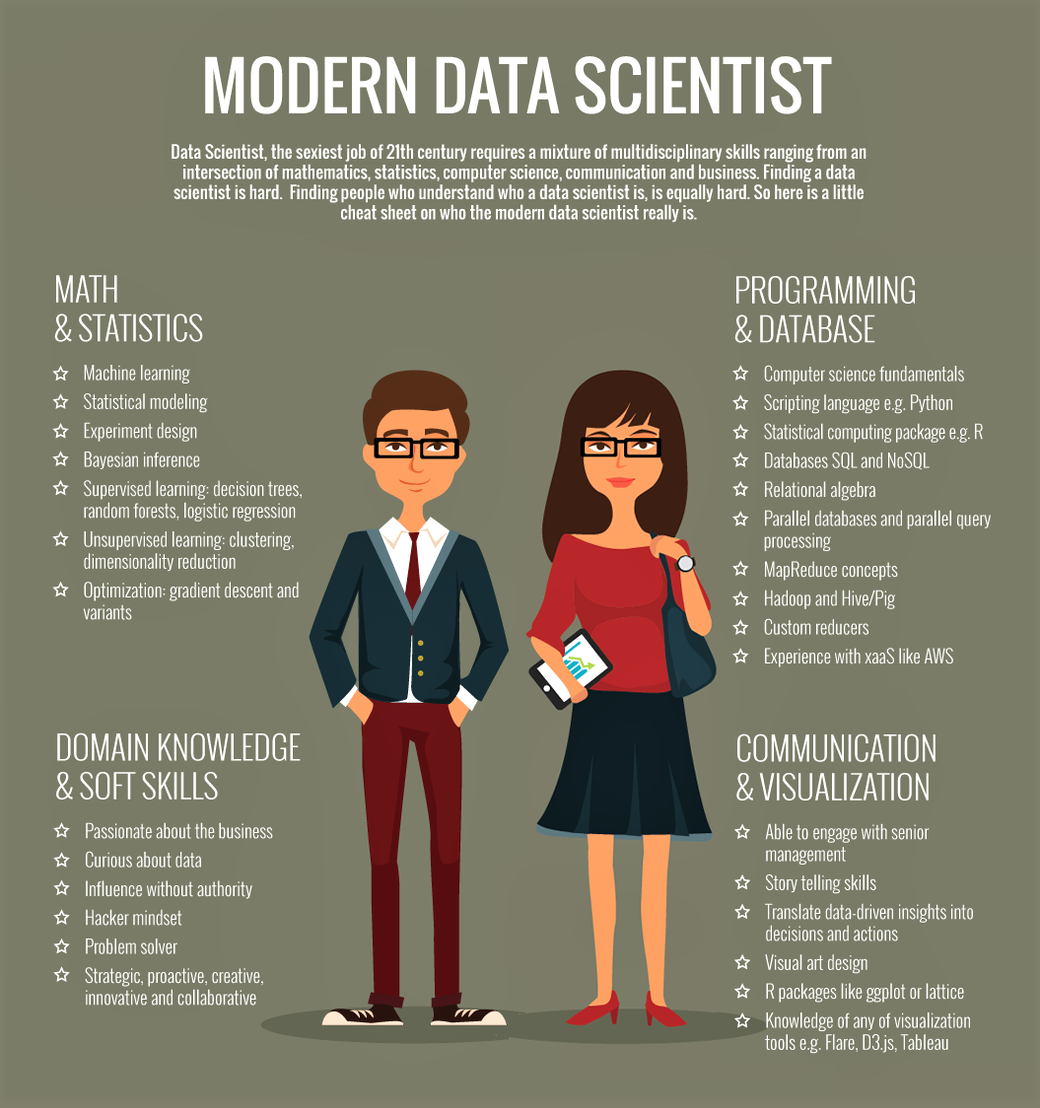 MODERN DATA SCIENTIST
Data Scientist, the sexiest job of 21th century requires a mixture of multidisciplinary skills ranging from an
intersection of mathematics, statistics, computer science, communication and business. Finding a data
scientist is hard.  Finding people who understand who a data scientist is, is equally hard. So here is a little
cheat sheet on who the modern data scientist really is.
MATH
& STATISTICS
Machine learning
Statistical modeling
Experiment design
Bayesian inference
Supervised learning: decision trees,
random forests, logistic regression
Unsupervised learning: clustering,
dimensionality reduction
Optimization: gradient descent and
variants
PROGRAMMING
& DATABASE
Computer science fundamentals
Scripting language e.g. Python
Statistical computing package e.g. R
Databases SQL and NoSQL
Relational algebra
Parallel databases and parallel query
processing
MapReduce concepts
Hadoop and Hive/Pig
Custom reducers
Experience with xaaS like AWS
DOMAIN KNOWLEDGE
& SOFT SKILLS
Passionate about the business
Curious about data
Influence without authority
Hacker mindset
Problem solver
Strategic, proactive, creative,
innovative and collaborative
COMMUNICATION
& VISUALIZATION
Able to engage with senior
management
Story telling skills
Translate data-driven insights into
decisions and actions
Visual art design
R packages like ggplot or lattice
Knowledge of any of visualization
tools e.g. Flare, D3.js, Tableau